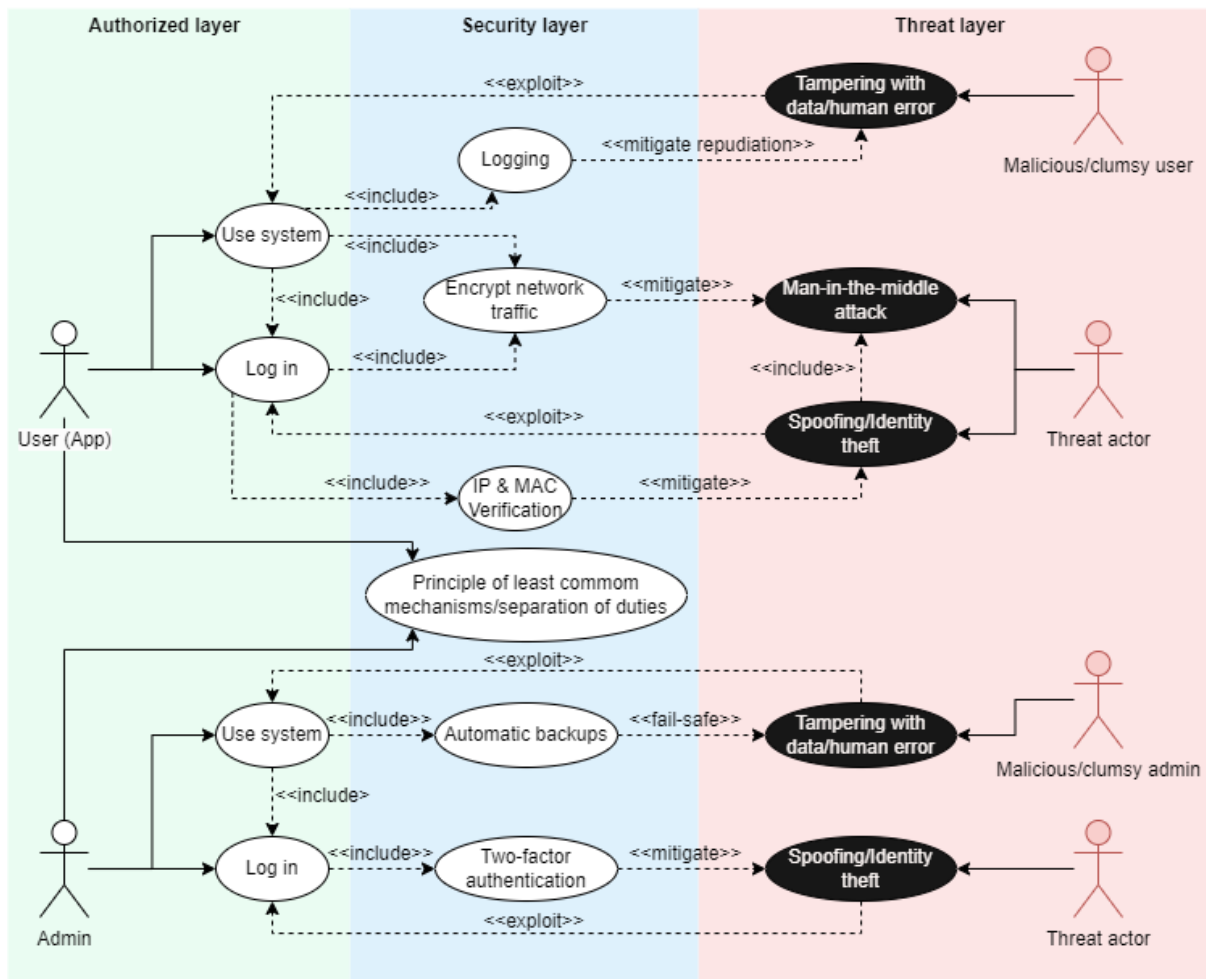 Authorized layer
Security layer
Threat layer
<<exploit>>
Tampering with
data/human error
Malicious/clumsy user
Logging
<<mitigate repudiation>>
<<include>
Use system
<<include>
Encrypt network
traffic
<<mitigate>>
Man-in-the-middle
attack
<<include>
Log in
<<include>>
<<include>>
User (App)
<<exploit>>
Spoofing/Identity
theft
Threat actor
<<include>>
IP & MAC
Verification
<<mitigate>>
Principle of least commom
mechanisms/separation of duties
<<exploit>>
Use system
<<include>>
Automatic backups
<<fail-safe>>
Tampering with
data/human error
Malicious/clumsy admin
<<include>
Log in
<<include>>
Two-factor
authentication
<<mitigate>>
Spoofing/Identity
theft
<<exploit>>
Admin
Threat actor